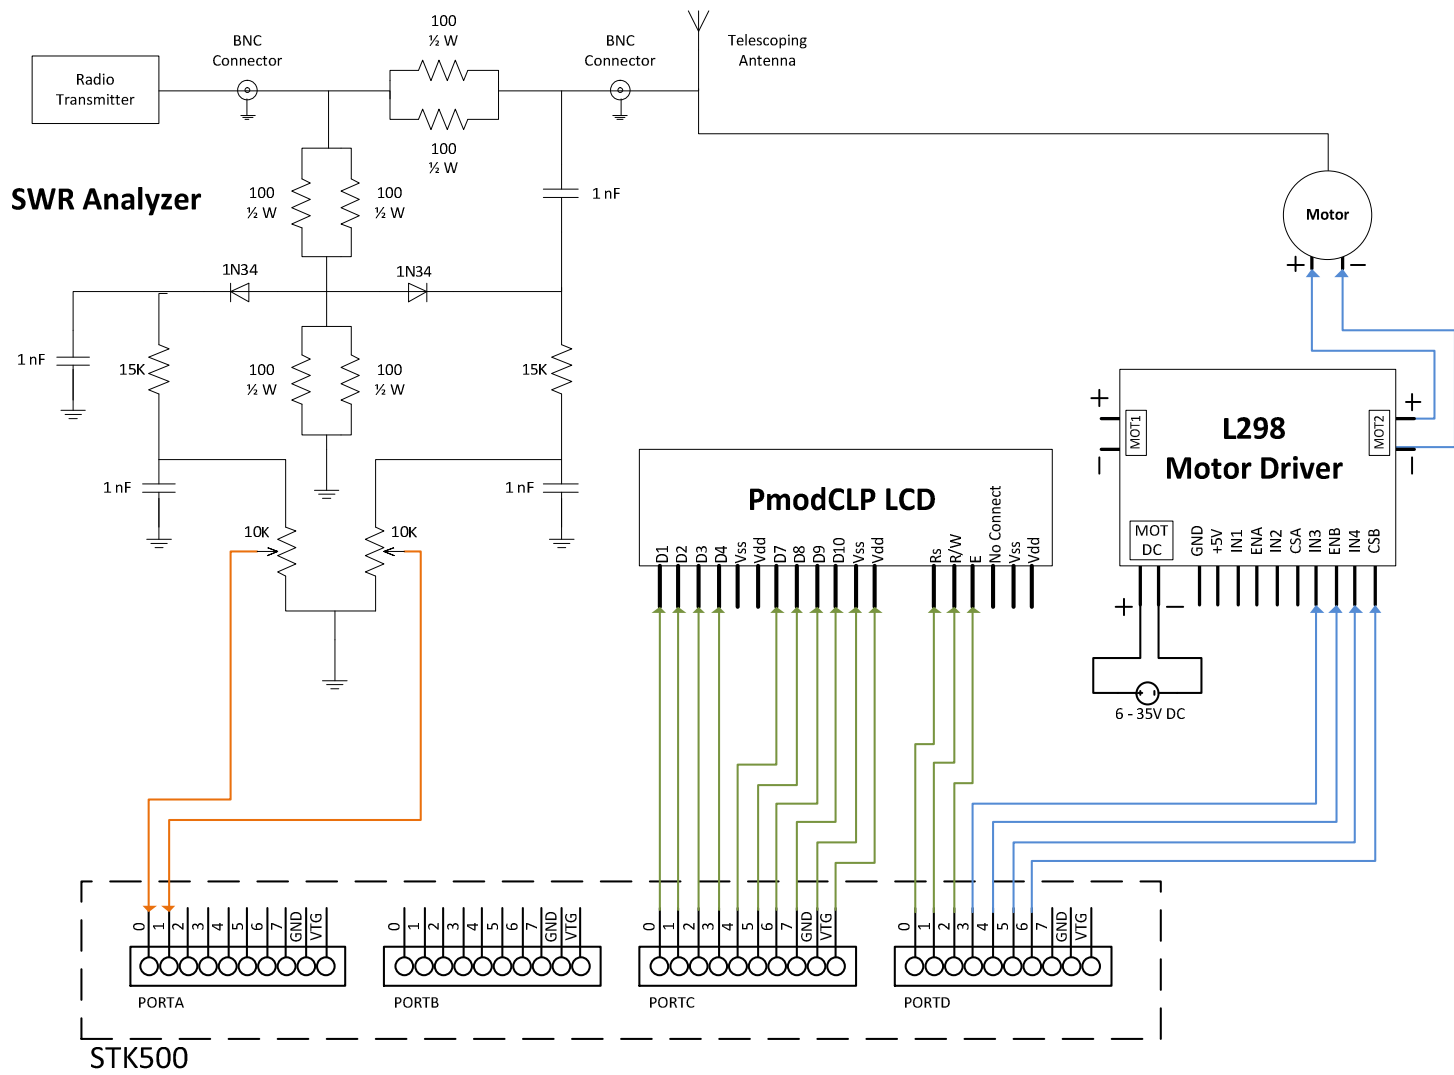 100
½ W
BNC
Connector
BNC
Connector
Telescoping
Antenna
Radio
Transmitter
100
½ W
SWR Analyzer
100
½ W
100
½ W
1 nF
Motor
+
−
1N34
1N34
1 nF
15K
100
½ W
100
½ W
15K
+
−
MOT1
L298
Motor Driver
MOT2
+
−
1 nF
1 nF
10K
10K
PmodCLP LCD
D1
D2
D3
D4
Vss
Vdd
D7
D8
D9
D10
Vss
Vdd
Rs
R/W
E
No Connect
Vss
Vdd
MOT
DC
GND
+5V
IN1
ENA
IN2
CSA
IN3
ENB
IN4
CSB
+
−
6 - 35V DC
0
1
2
3
4
5
6
7
GND
VTG
PORTA
0
1
2
3
4
5
6
7
GND
VTG
PORTB
0
1
2
3
4
5
6
7
GND
VTG
PORTC
0
1
2
3
4
5
6
7
GND
VTG
PORTD
STK500